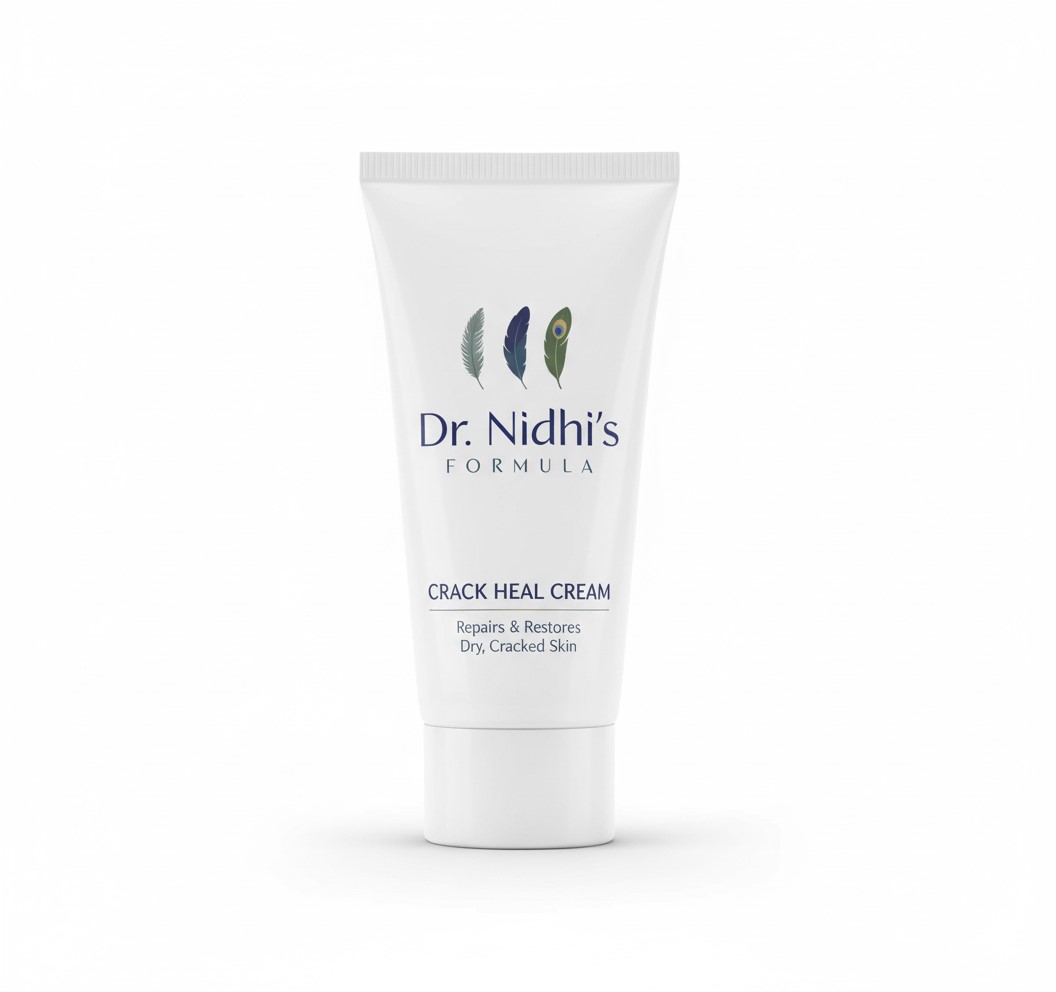 Dr. Nidhi's
FORMULA
CRACK HEAL CREAM
Repairs & Restores
Dry, Cracked Skin